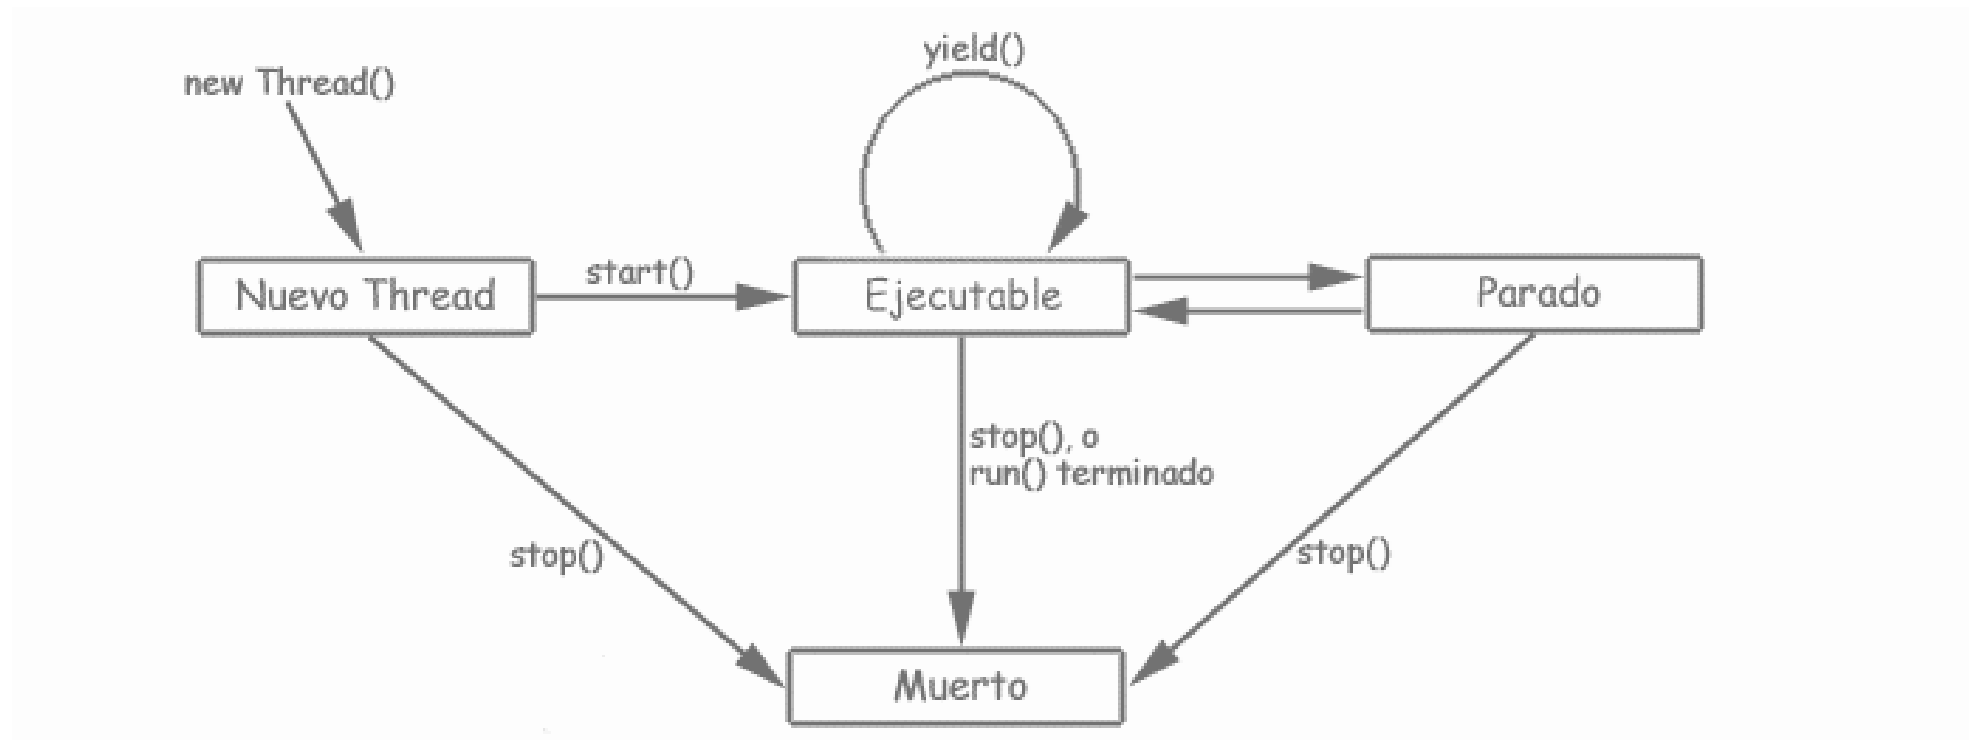 yield()
new Thread()
start()
Nuevo Thread
Ejecutable
Parado
stop(), o
run() terminado
stop()
stop()
Muerto